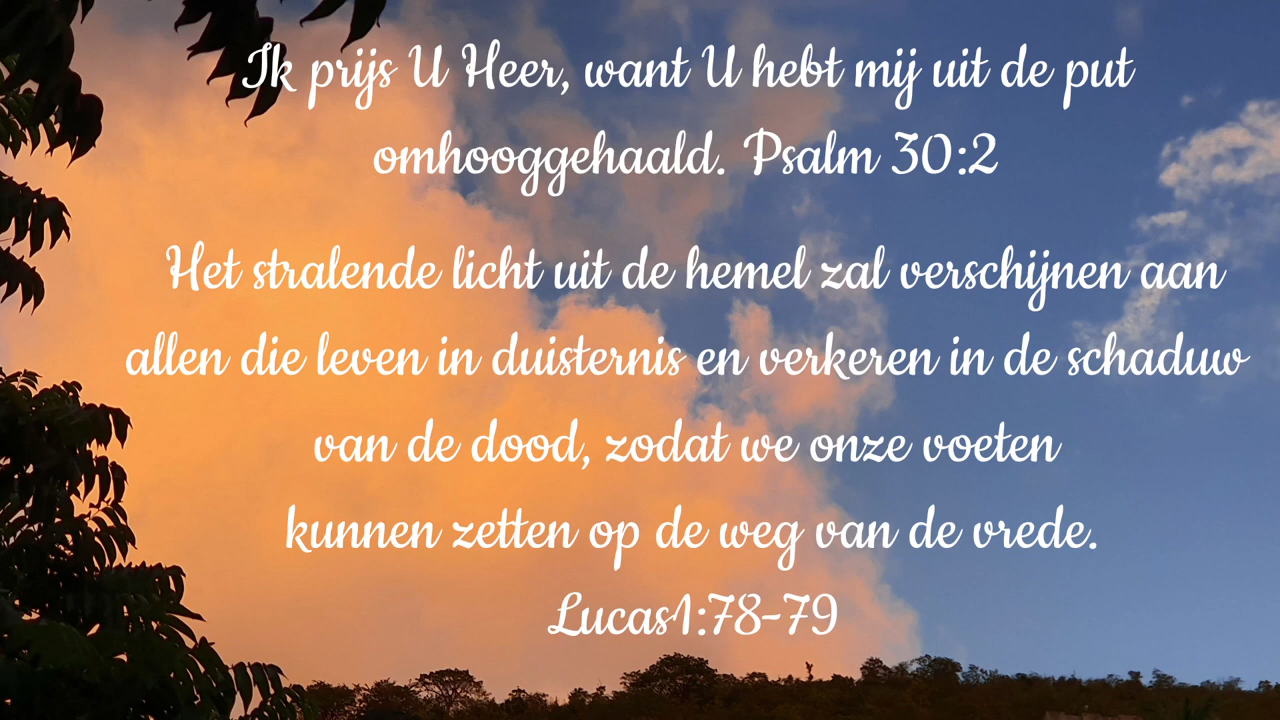 Ik prijs U Heer, want U hebt mij uit de put
omhooggehaald. Psalm 30:2
Het stralende licht uit de hemel zal verschijnen aan
allen die leven in duisternis en verkeren in de schaduw
van de dood, zodat we onze voeten
kunnen zetten op de weg van de vrede.
Lucas1:78-79